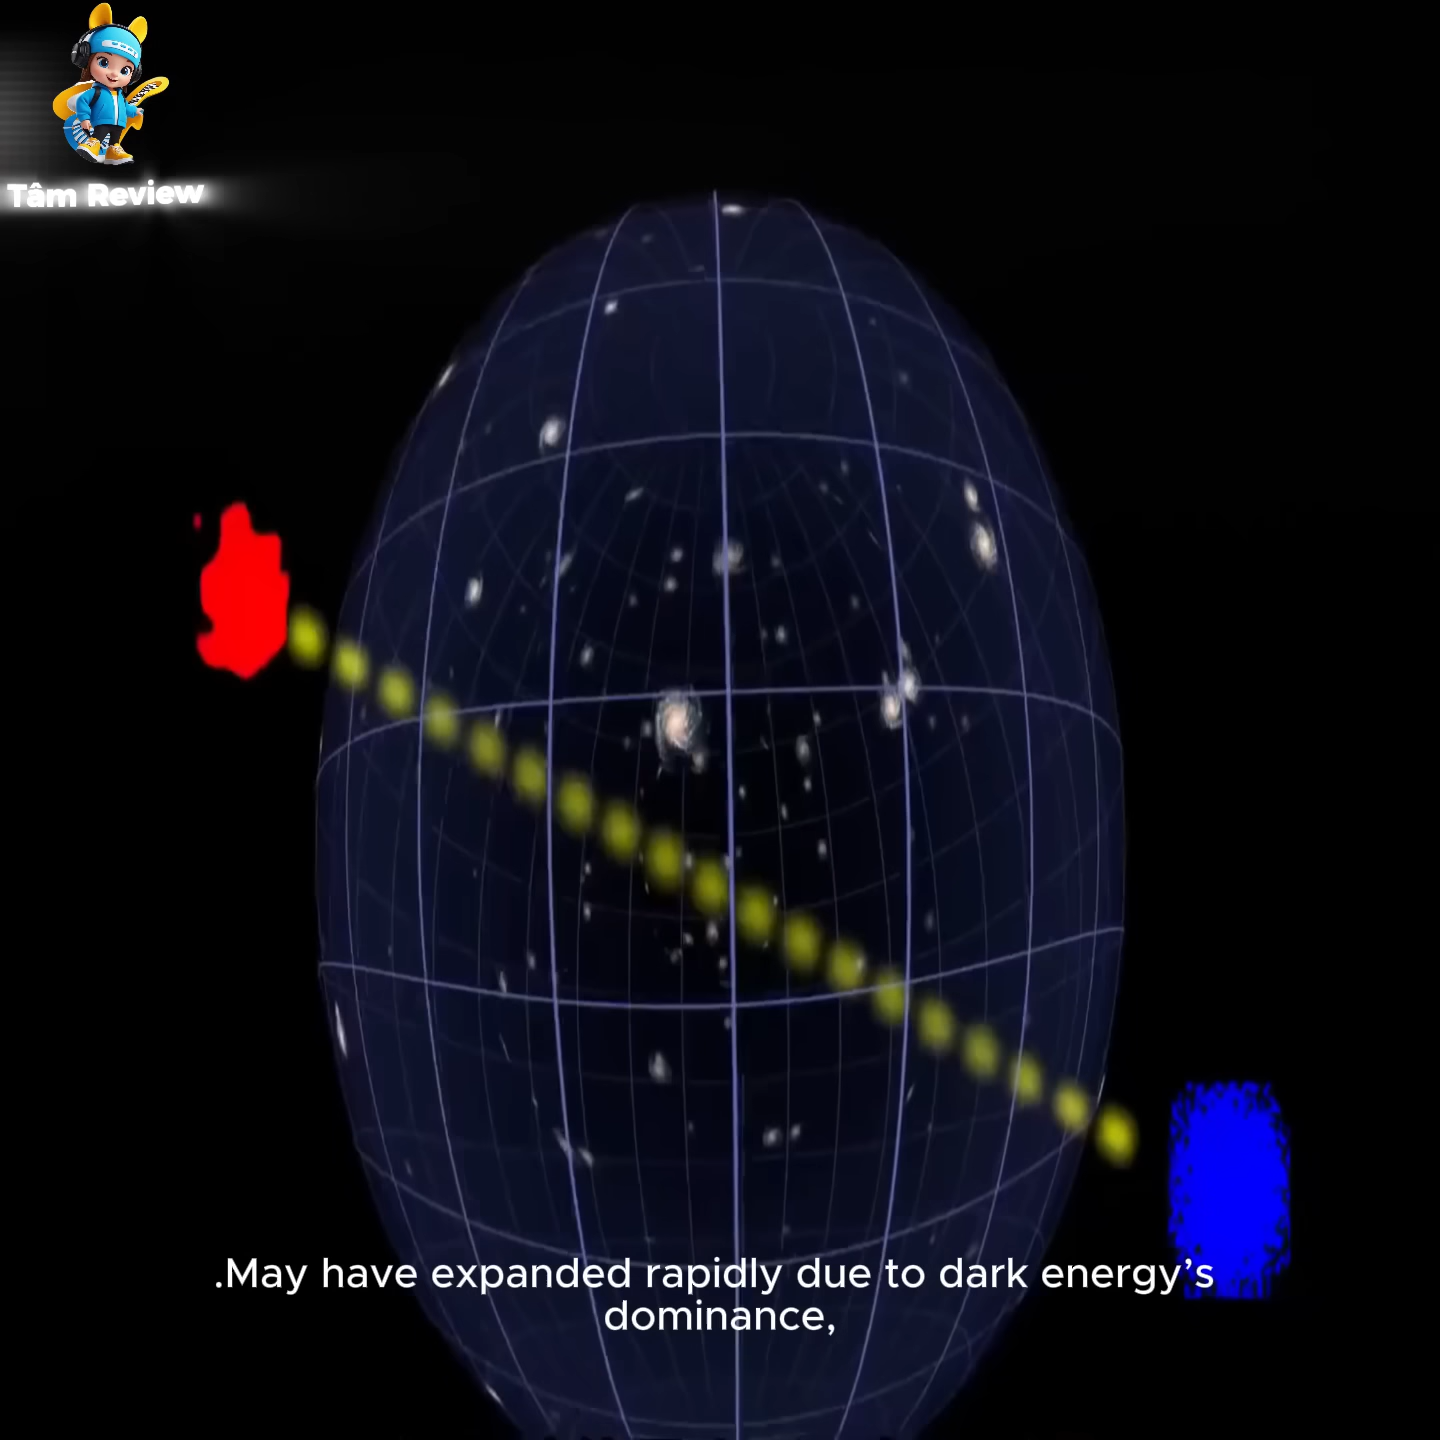 Tâm Review
.May have expanded rapidly due to dark energy’s
dominance,